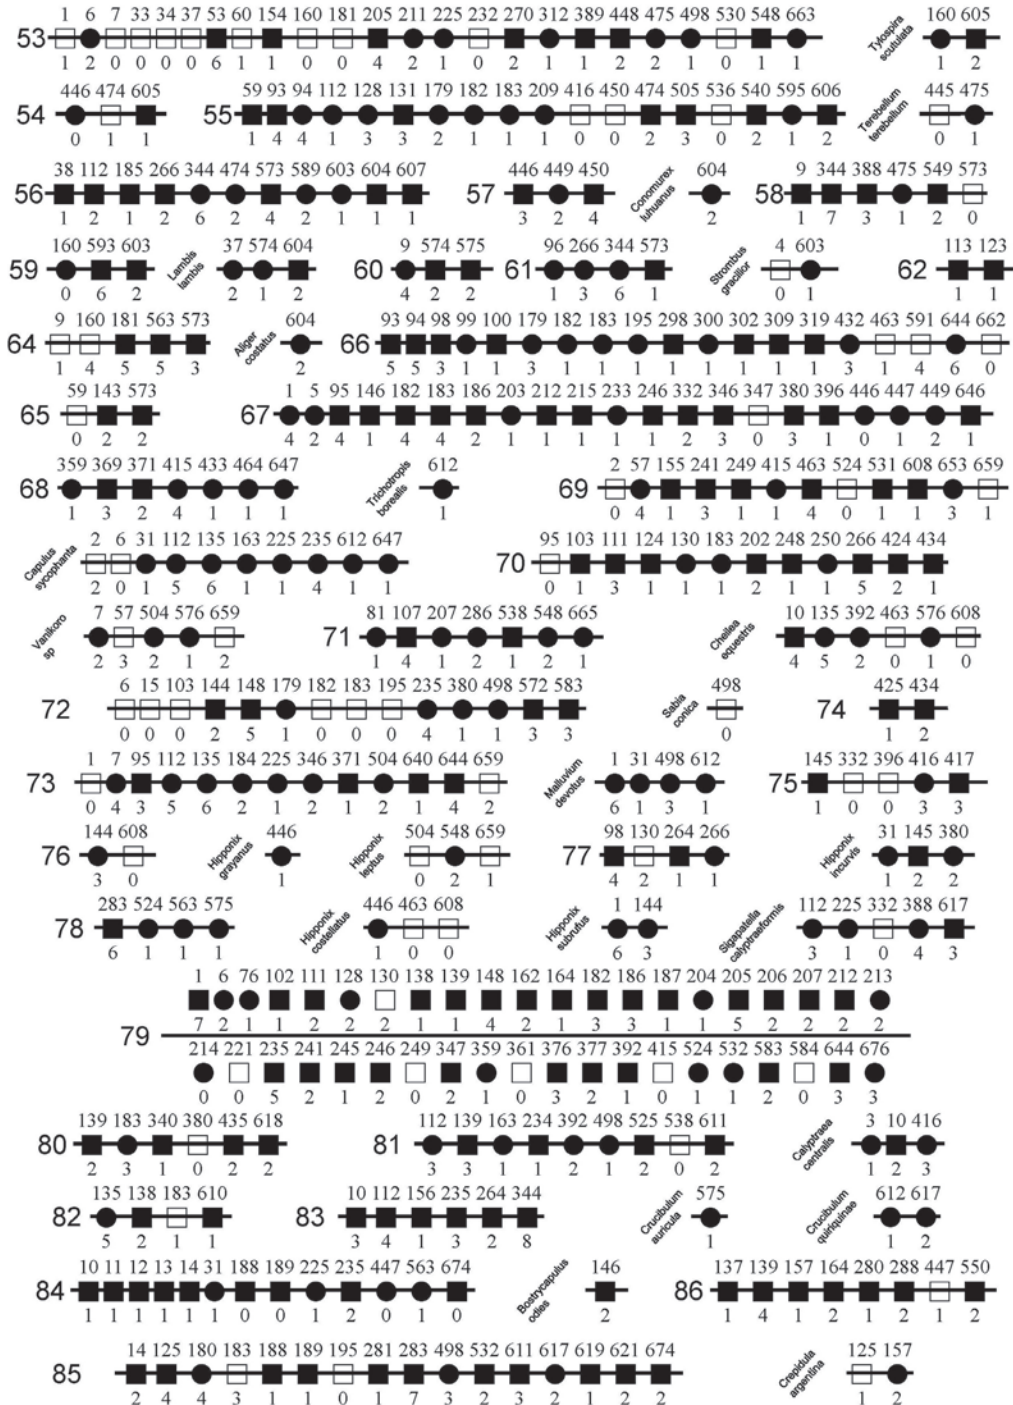 1 6 7 33 34 37 53 60 154 160 181 205 211 225 232 270 312 389 448 475 498 530 548 663 160 605
53 Tylospira scutulata
1 2 0 0 0 0 6 1 1 0 0 4 2 1 0 2 1 1 2 2 1 0 1 1 1 2
446 474 605 59 93 94 112 128 131 179 182 183 209 416 450 474 505 536 540 595 606 445 475
54 55 Terebellum terebellum
0 1 1 1 4 4 1 3 3 2 1 1 1 0 0 2 3 0 2 1 2 0 1
38 112 185 266 344 474 573 589 603 604 607 446 449 450 604 9 344 388 475 549 573
56 57 Conomurex luhuanus 58
1 2 1 2 6 2 4 2 1 1 1 3 2 4 2 1 7 3 1 2 0
160 593 603 37 574 604 9 574 575 96 266 344 573 4 603 113 123
59 Lambis lambis 60 61 Strombus gracilior 62
0 6 2 2 1 2 4 2 2 1 3 6 1 0 1 1 1
9 160 181 563 573 604 93 94 98 99 100 179 182 183 195 298 300 302 309 319 432 463 591 644 662
64 Aliger costatus 66
1 4 5 5 3 2 5 5 3 1 1 3 1 1 1 1 1 1 1 1 3 1 4 6 0
59 143 573 1 5 95 146 182 183 186 203 212 215 233 246 332 346 347 380 396 446 447 449 646
65 67
0 2 2 4 2 4 1 4 4 2 1 1 1 1 1 2 3 0 3 1 0 1 2 1
359 369 371 415 433 464 647 612 2 57 155 241 249 415 463 524 531 608 653 659
68 Trichotropis borealis 69
1 3 2 4 1 1 1 1 0 4 1 3 1 1 4 0 1 1 3 1
2 6 31 112 135 163 225 235 612 647 95 103 111 124 130 183 202 248 250 266 424 434
Capulus sycophanta 70
2 0 1 5 6 1 1 4 1 1 0 1 3 1 1 1 2 1 1 5 2 1
7 57 504 576 659 81 107 207 286 538 548 665 10 135 392 463 576 608
Vanikoro sp 71 Cheilea equestris
2 3 2 1 2 1 4 1 2 1 2 1 4 5 2 0 1 0
6 15 103 144 148 179 182 183 195 235 380 498 572 583 498 425 434
72 Sabia conica 74
0 0 0 2 5 1 0 0 0 4 1 1 3 3 0 1 2
1 7 95 112 135 184 225 346 371 504 640 644 659 1 31 498 612 145 332 396 416 417
73 Malluvium devotus 75
0 4 3 5 6 2 1 2 1 2 1 4 2 6 1 3 1 1 0 0 3 3
144 608 446 504 548 659 98 130 264 266 31 145 380
76 Hipponix grayanus Hipponix leptus 77 Hipponix incurvis
3 0 1 0 2 1 4 2 1 1 1 2 2
283 524 563 575 446 463 608 1 144 112 225 332 388 617
78 Hipponix costellatus Hipponix subrufus Sigapatella calyptraeformis
6 1 1 1 1 0 0 6 3 3 1 0 4 3
1 6 76 102 111 128 130 138 139 148 162 164 182 186 187 204 205 206 207 212 213
7 2 1 1 2 2 2 1 1 4 2 1 3 3 1 1 5 2 2 2 2
79
214 221 235 241 245 246 249 347 359 361 376 377 392 415 524 532 583 584 644 676
0 0 5 2 1 2 0 2 1 0 3 2 1 0 1 1 2 0 3 3
139 183 340 380 435 618 112 139 163 234 392 498 525 538 611 3 10 416
80 81 Calyptraea centralis
2 3 1 0 2 2 3 3 1 1 2 1 2 0 2 1 2 3
135 138 183 610 10 112 156 235 264 344 575 612 617
82 83 Crucibulum auricula Crucibulum quiriquinae
5 2 1 1 3 4 1 3 2 8 1 1 2
10 11 12 13 14 31 188 189 225 235 447 563 674 146 137 139 157 164 280 288 447 550
84 Bostrycapulus odies 86
1 1 1 1 1 1 0 0 1 2 0 1 0 2 1 4 1 2 1 2 1 2
14 125 180 183 188 189 195 281 283 498 532 611 617 619 621 674 125 157
85 Crepidula argentina
2 4 4 3 1 1 0 1 7 3 2 3 2 1 2 2 1 2